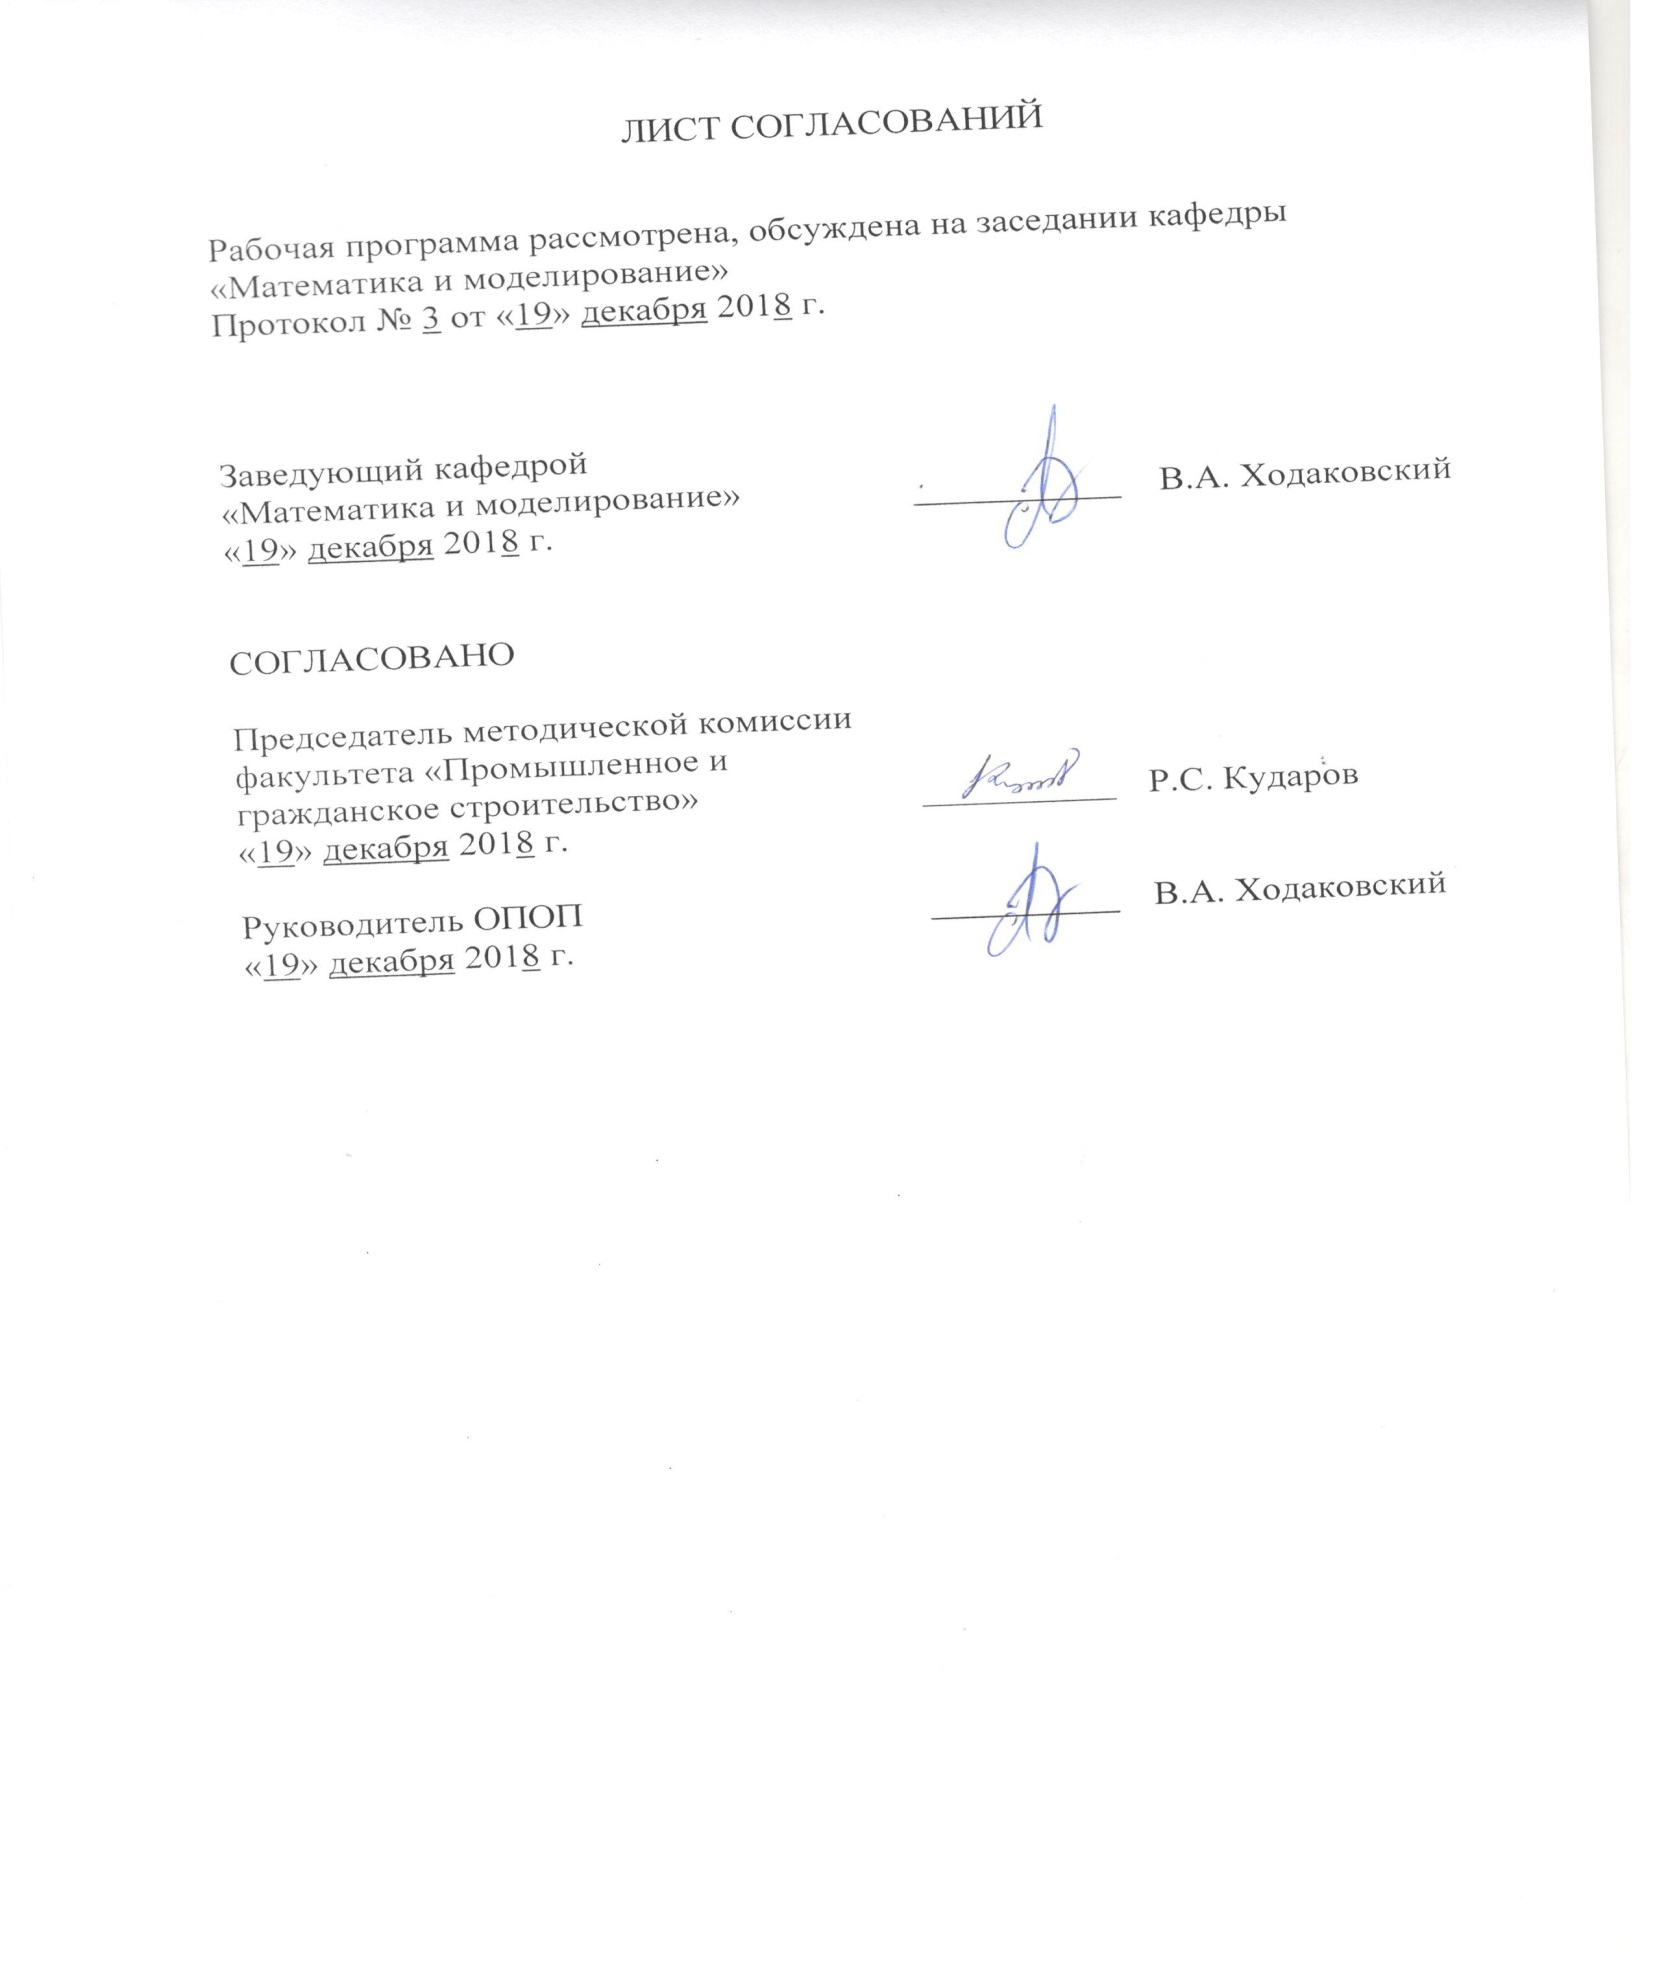 ЛИСТ СОГЛАСОВАНИЙ
Рабочая программа рассмотрена, обсуждена на заседании кафедры
«Математика и моделирование»
Протокол № 3 от «19» декабря 2018 г.
Заведующий кафедрой
«Математика и моделирование» В.А. Ходаковский
«19» декабря 2018 г.
СОГЛАСОВАНО
Председатель методической комиссии
факультета «Промышленное и Р.С. Кударов
гражданское строительство»
«19» декабря 2018 г.
Руководитель ОПОП В.А. Ходаковский
«19» декабря 2018 г.